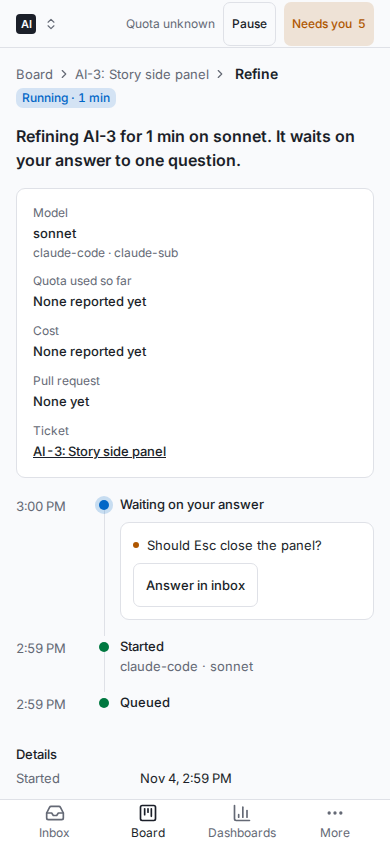 AI
Quota unknown
Pause
Needs you 5
Board > AI-3: Story side panel > Refine
Running · 1 min
Refining AI-3 for 1 min on sonnet. It waits on
your answer to one question.
Model
sonnet
claude-code · claude-sub
Quota used so far
None reported yet
Cost
None reported yet
Pull request
None yet
Ticket
AI-3: Story side panel
3:00 PM
Waiting on your answer
Should Esc close the panel?
Answer in inbox
2:59 PM
Started
claude-code · sonnet
2:59 PM
Queued
Details
Started
Nov 4, 2:59 PM
Inbox
Board
Dashboards
More